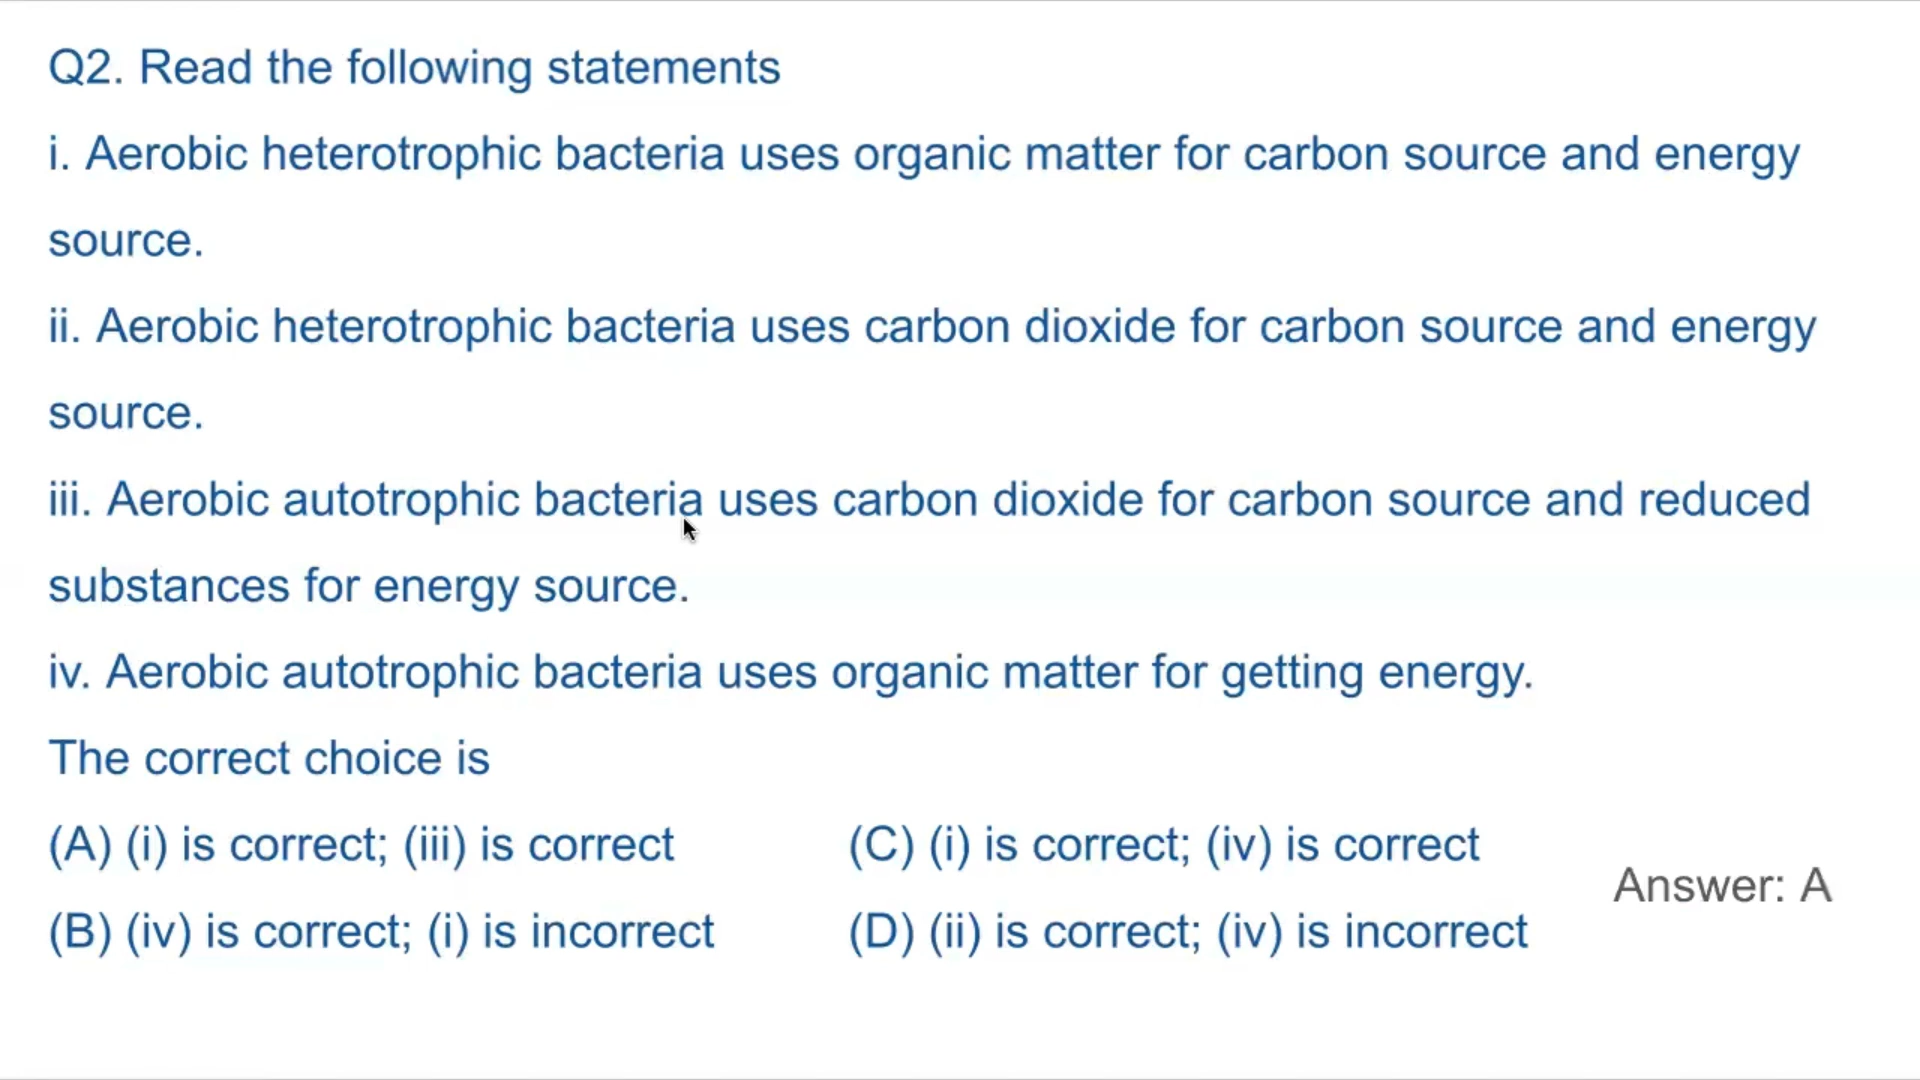 Q2. Read the following statements
i. Aerobic heterotrophic bacteria uses organic matter for carbon source and energy
source.
ii. Aerobic heterotrophic bacteria uses carbon dioxide for carbon source and energy
source.
iii. Aerobic autotrophic bacteria uses carbon dioxide for carbon source and reduced
substances for energy source.
iv. Aerobic autotrophic bacteria uses organic matter for getting energy.
The correct choice is
(A) (i) is correct; (iii) is correct
(C) (i) is correct; (iv) is correct
Answer: A
(B) (iv) is correct; (i) is incorrect
(D) (ii) is correct; (iv) is incorrect